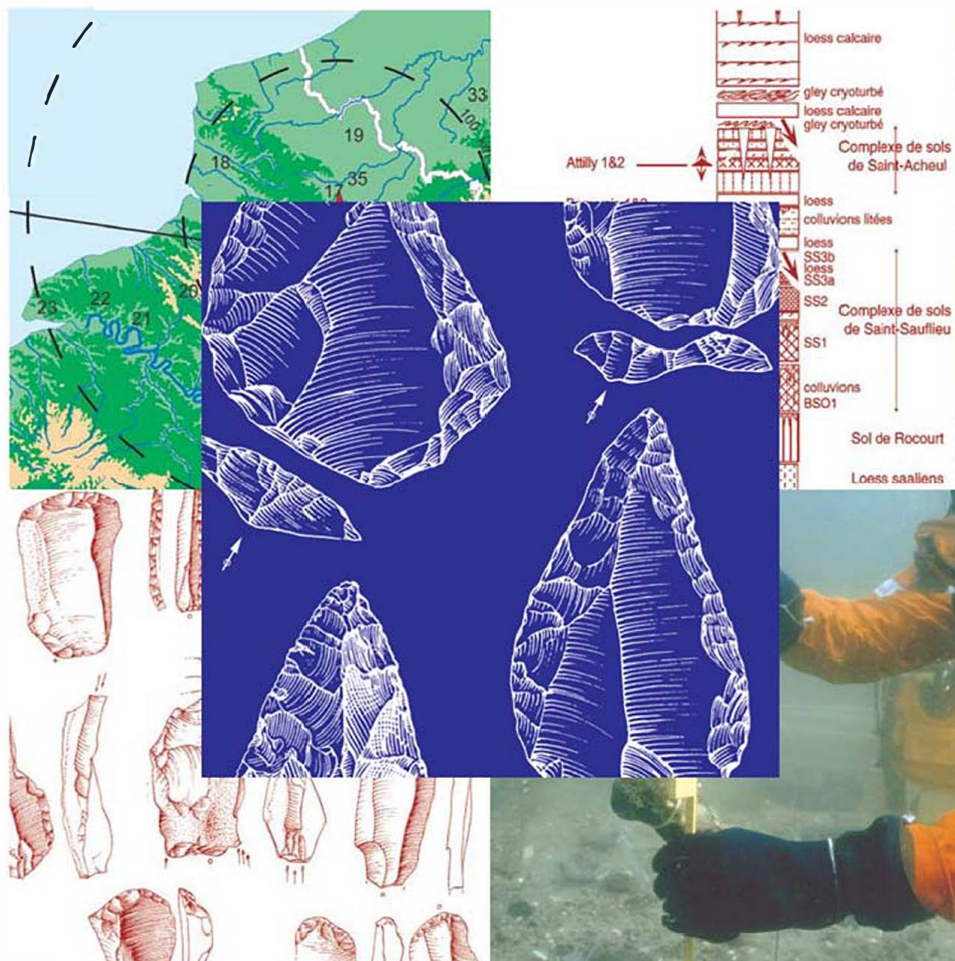 33
100
19
18
35
17
20
22
23
21
loess calcaire
gley cryoturbé
loess calcaire
gley cryoturbé
Complexe de sols
de Saint-Acheul
Attilly 1&2
loess
colluvions litées
loess
SS3b
loess
SS3a
SS2
Complexe de sols
de Saint-Sauflieu
SS1
colluvions
BSO1
Sol de Rocourt
Loess saaliens